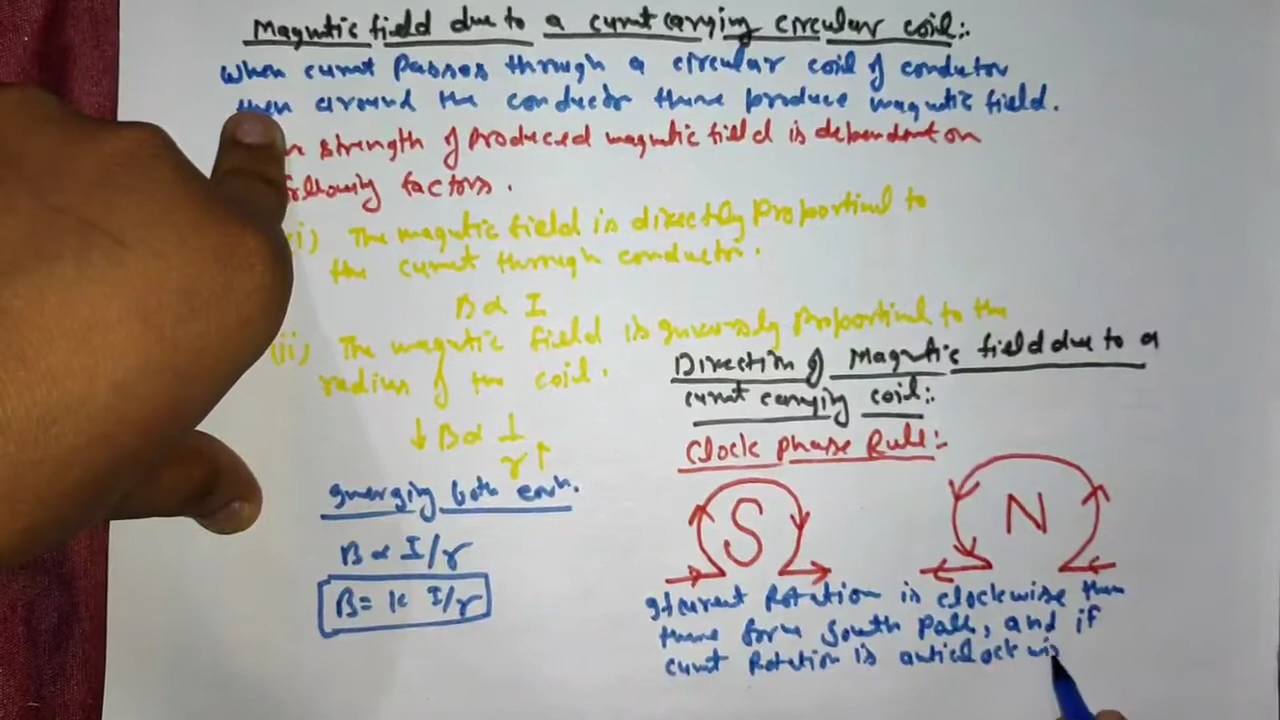 Magnetic field due to a current carrying circular coil:-
When current passes through a circular coil of conductor
then around the conductor there produce magnetic field.
strength of produced magnetic field is dependent on
following factors.
(i) The magnetic field is directly proportional to
the current through conductor.
B ∝ I
(ii) The magnetic field is inversely proportional to the
radius of the coil.
↓ B ∝ 1/r ↑
Emerging both eqn.
B ∝ I/r
B = K I/r
Direction of Magnetic field due to a
current carrying coil:-
Clock phase Rule:-
S N
If current Rotation is clockwise then
there form South Pole, and if
current Rotation is anticlockwis